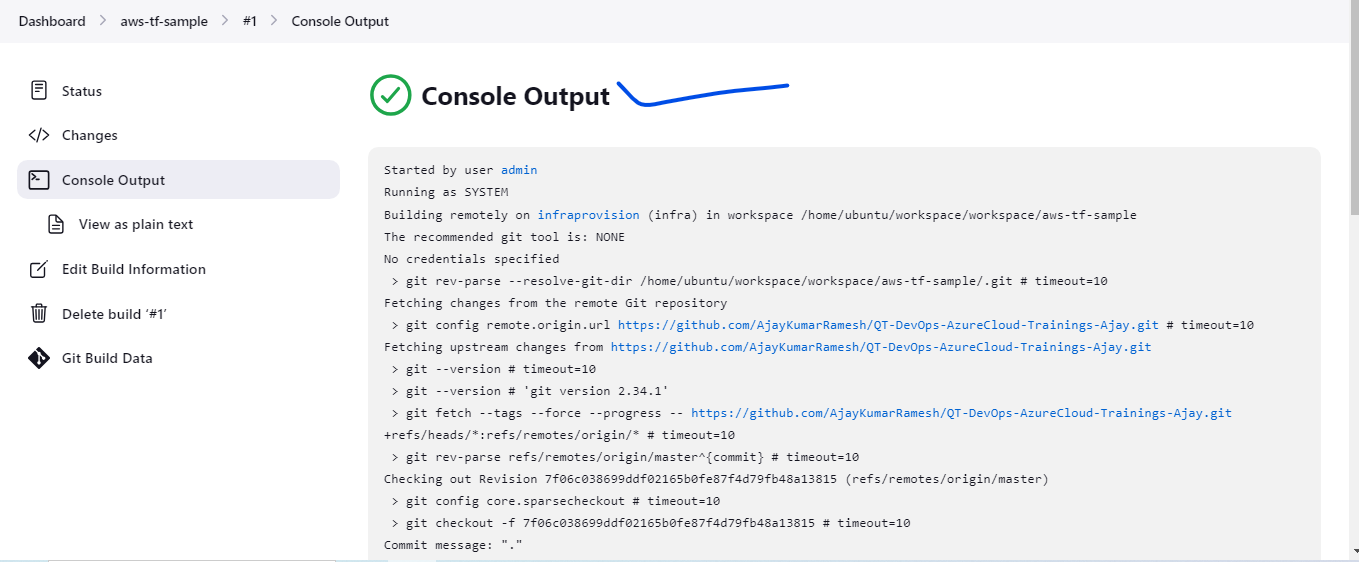 Dashboard > aws-tf-sample > #1 > Console Output
Status
Changes
Console Output
View as plain text
Edit Build Information
Delete build ‘#1’
Git Build Data
Console Output
Started by user admin
Running as SYSTEM
Building remotely on infraprovision (infra) in workspace /home/ubuntu/workspace/workspace/aws-tf-sample
The recommended git tool is: NONE
No credentials specified
 > git rev-parse --resolve-git-dir /home/ubuntu/workspace/workspace/aws-tf-sample/.git # timeout=10
Fetching changes from the remote Git repository
 > git config remote.origin.url https://github.com/AjayKumarRamesh/QT-DevOps-AzureCloud-Trainings-Ajay.git # timeout=10
Fetching upstream changes from https://github.com/AjayKumarRamesh/QT-DevOps-AzureCloud-Trainings-Ajay.git
 > git --version # timeout=10
 > git --version # 'git version 2.34.1'
 > git fetch --tags --force --progress -- https://github.com/AjayKumarRamesh/QT-DevOps-AzureCloud-Trainings-Ajay.git
+refs/heads/*:refs/remotes/origin/* # timeout=10
 > git rev-parse refs/remotes/origin/master^{commit} # timeout=10
Checking out Revision 7f06c038699ddf02165b0fe87f4d79fb48a13815 (refs/remotes/origin/master)
 > git config core.sparsecheckout # timeout=10
 > git checkout -f 7f06c038699ddf02165b0fe87f4d79fb48a13815 # timeout=10
Commit message: "."